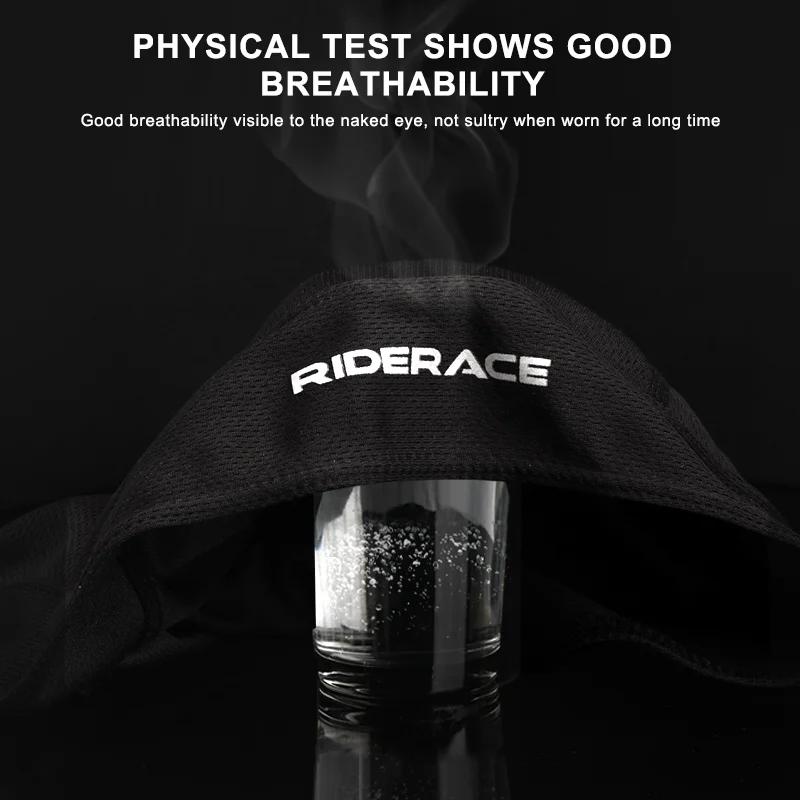 PHYSICAL TEST SHOWS GOOD
BREATHABILITY
Good breathability visible to the naked eye, not sultry when worn for a long time
RIDERACE